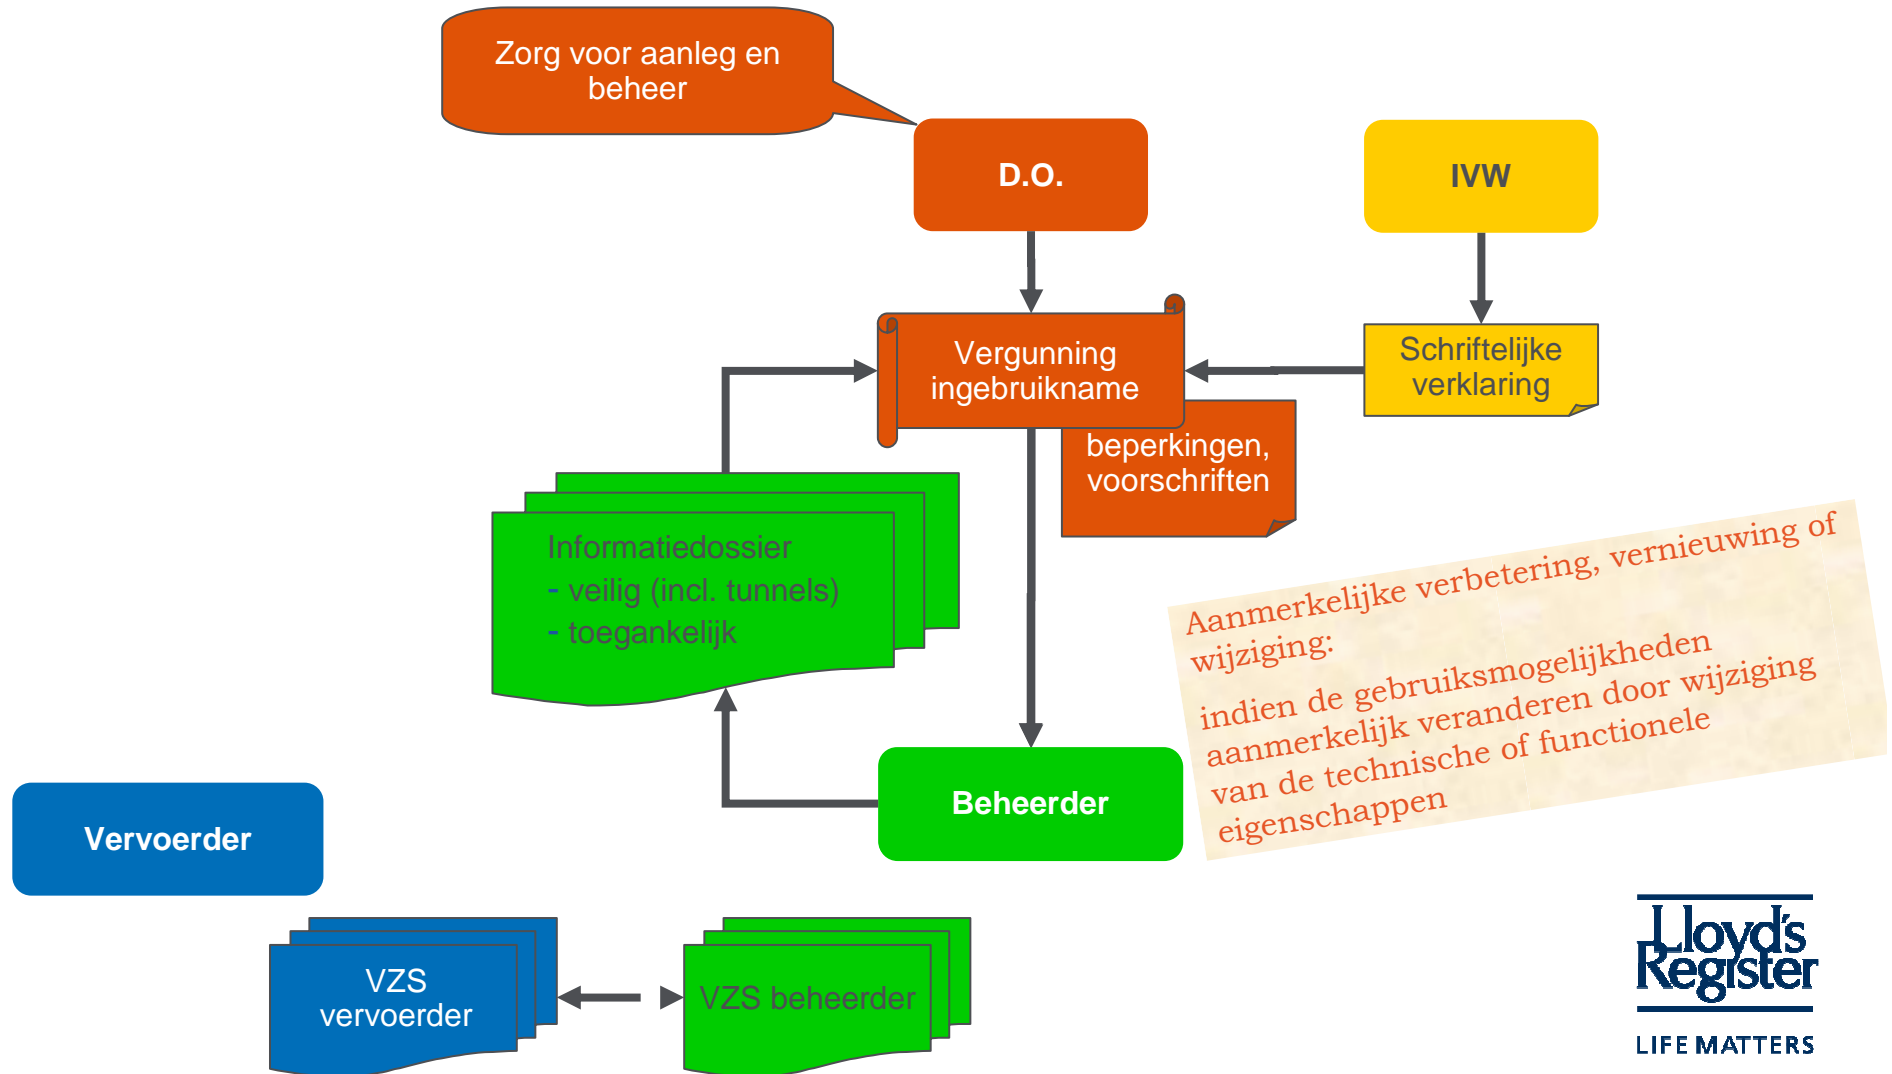 Zorg voor aanleg en
beheer
D.O.
IVW
Vergunning
ingebruikname
Schriftelijke
verklaring
beperkingen,
voorschriften
Informatiedossier
- veilig (incl. tunnels)
- toegankelijk
Aanmerkelijke verbetering, vernieuwing of
wijziging:
indien de gebruiksmogelijkheden
aanmerkelijk veranderen door wijziging
van de technische of functionele
eigenschappen
Beheerder
Vervoerder
VZS
vervoerder
VZS beheerder
Lloyd's
Register
LIFE MATTERS